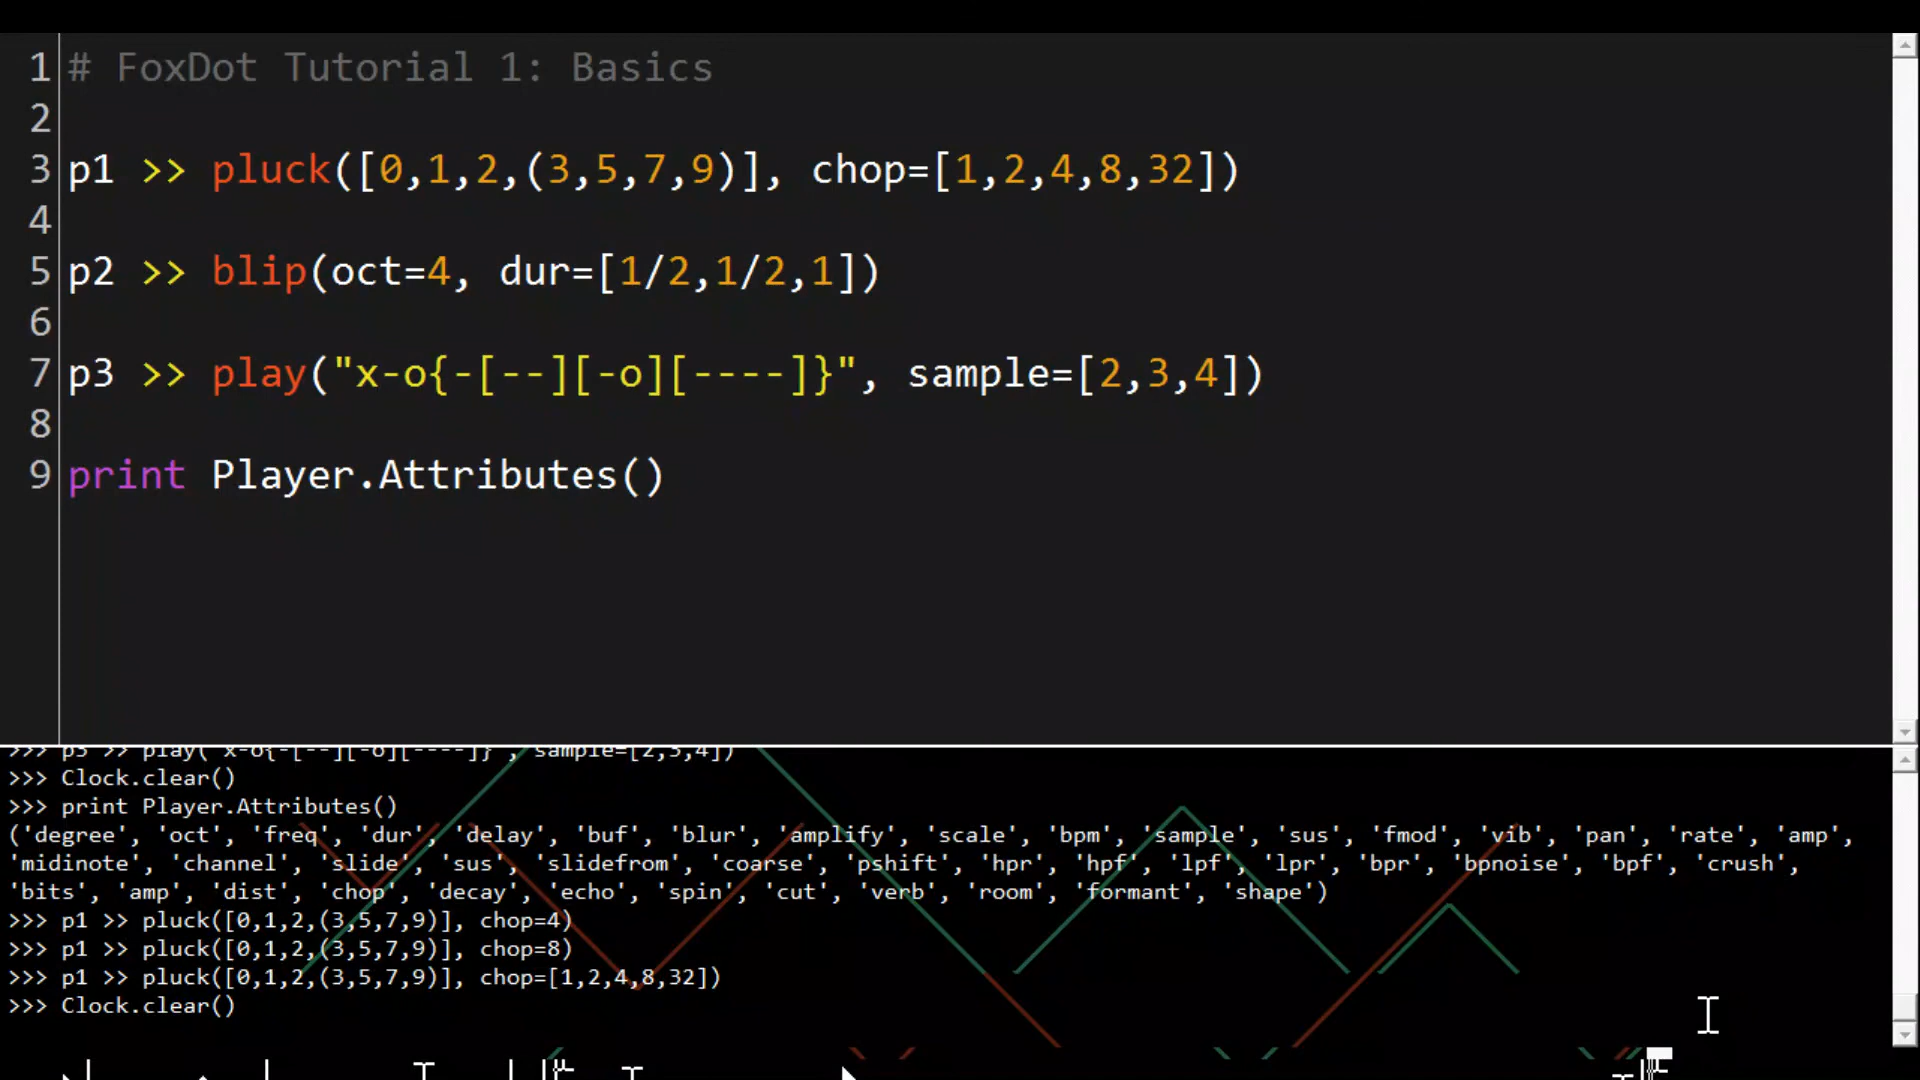 1 # FoxDot Tutorial 1: Basics
2
3 p1 >> pluck([0,1,2,(3,5,7,9)], chop=[1,2,4,8,32])
4
5 p2 >> blip(oct=4, dur=[1/2,1/2,1])
6
7 p3 >> play("x-o{-[--][-o][----]}", sample=[2,3,4])
8
9 print Player.Attributes()
>>> p3 >> play("x-o{-[--][-o][----]}", sample=[2,3,4])
>>> Clock.clear()
>>> print Player.Attributes()
('degree', 'oct', 'freq', 'dur', 'delay', 'buf', 'blur', 'amplify', 'scale', 'bpm', 'sample', 'sus', 'fmod', 'vib', 'pan', 'rate', 'amp',
'midinote', 'channel', 'slide', 'sus', 'slidefrom', 'coarse', 'pshift', 'hpr', 'hpf', 'lpf', 'lpr', 'bpr', 'bpnoise', 'bpf', 'crush',
'bits', 'amp', 'dist', 'chop', 'decay', 'echo', 'spin', 'cut', 'verb', 'room', 'formant', 'shape')
>>> p1 >> pluck([0,1,2,(3,5,7,9)], chop=4)
>>> p1 >> pluck([0,1,2,(3,5,7,9)], chop=8)
>>> p1 >> pluck([0,1,2,(3,5,7,9)], chop=[1,2,4,8,32])
>>> Clock.clear()